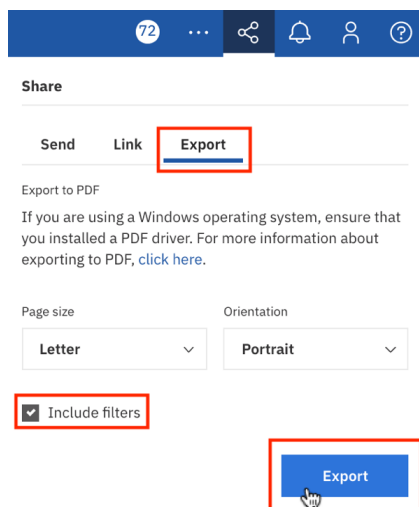 72
Share
Send Link Export
Export to PDF
If you are using a Windows operating system, ensure that
you installed a PDF driver. For more information about
exporting to PDF, click here.
Page size Orientation
Letter Portrait
Include filters
Export